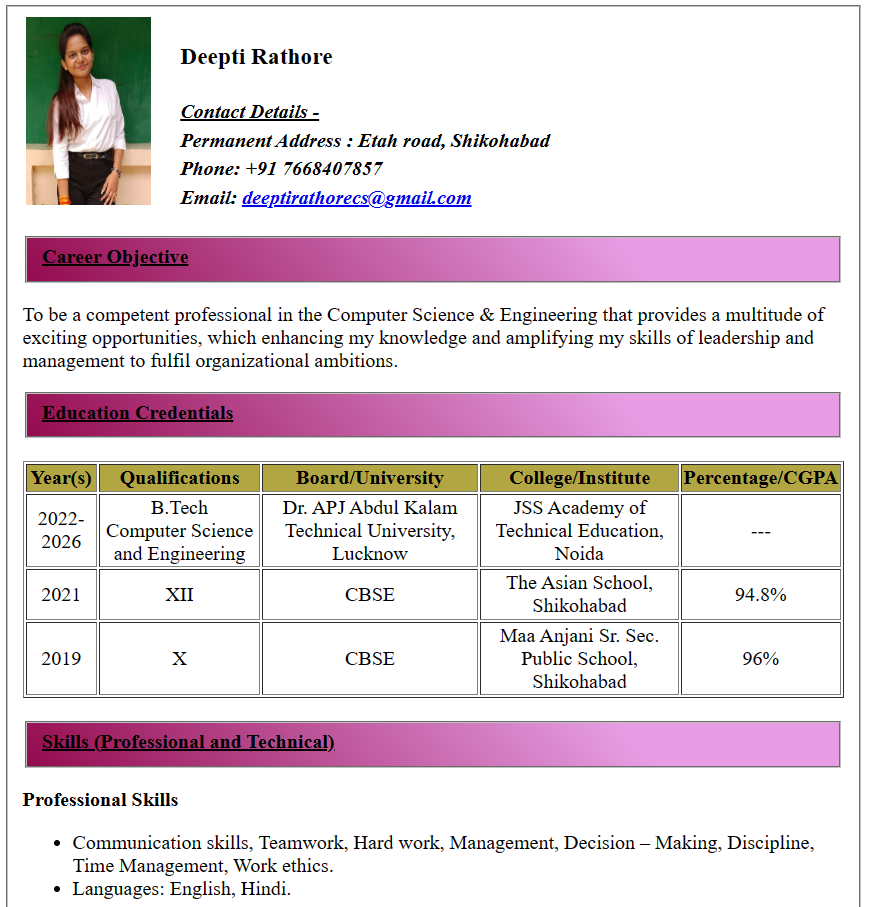 Deepti Rathore
Contact Details -
Permanent Address : Etah road, Shikohabad
Phone: +91 7668407857
Email: deeptirathorecs@gmail.com
Career Objective
To be a competent professional in the Computer Science & Engineering that provides a multitude of
exciting opportunities, which enhancing my knowledge and amplifying my skills of leadership and
management to fulfil organizational ambitions.
Education Credentials
Year(s) Qualifications Board/University College/Institute Percentage/CGPA
2022-
2026
B.Tech
Computer Science
and Engineering
Dr. APJ Abdul Kalam
Technical University,
Lucknow
JSS Academy of
Technical Education,
Noida
---
2021
XII
CBSE
The Asian School,
Shikohabad
94.8%
2019
X
CBSE
Maa Anjani Sr. Sec.
Public School,
Shikohabad
96%
Skills (Professional and Technical)
Professional Skills
• Communication skills, Teamwork, Hard work, Management, Decision – Making, Discipline,
Time Management, Work ethics.
• Languages: English, Hindi.